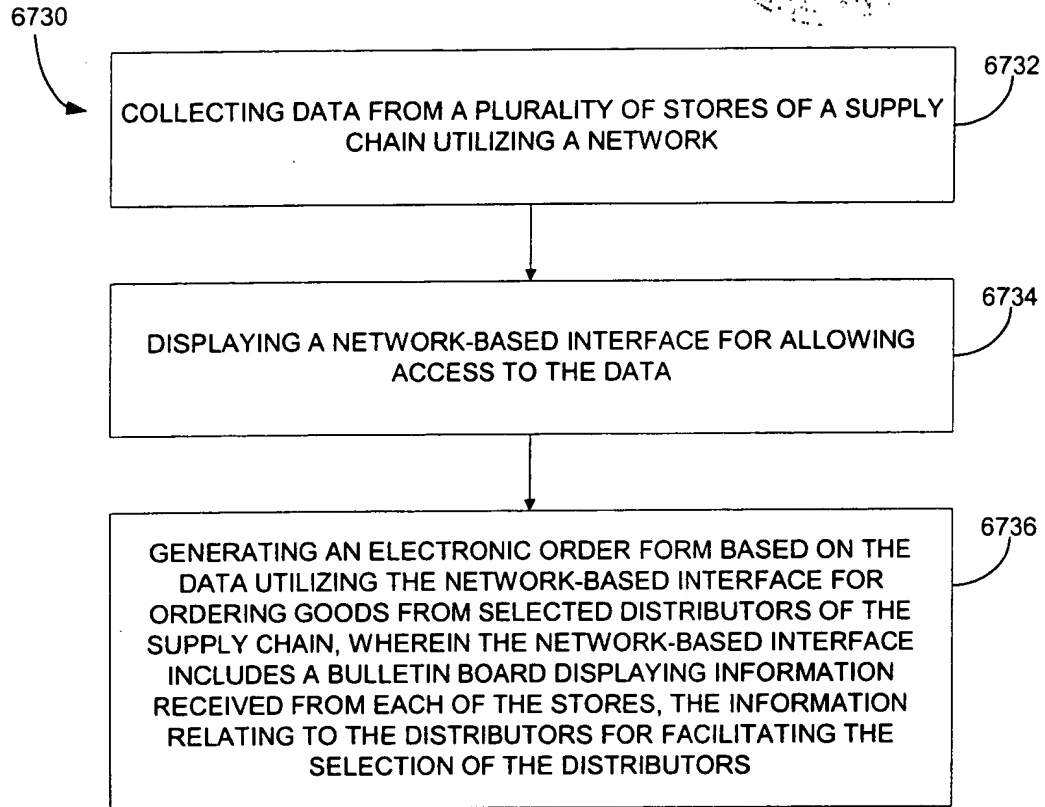 6730
6732
COLLECTING DATA FROM A PLURALITY OF STORES OF A SUPPLY
CHAIN UTILIZING A NETWORK
6734
DISPLAYING A NETWORK-BASED INTERFACE FOR ALLOWING
ACCESS TO THE DATA
6736
GENERATING AN ELECTRONIC ORDER FORM BASED ON THE
DATA UTILIZING THE NETWORK-BASED INTERFACE FOR
ORDERING GOODS FROM SELECTED DISTRIBUTORS OF THE
SUPPLY CHAIN, WHEREIN THE NETWORK-BASED INTERFACE
INCLUDES A BULLETIN BOARD DISPLAYING INFORMATION
RECEIVED FROM EACH OF THE STORES, THE INFORMATION
RELATING TO THE DISTRIBUTORS FOR FACILITATING THE
SELECTION OF THE DISTRIBUTORS